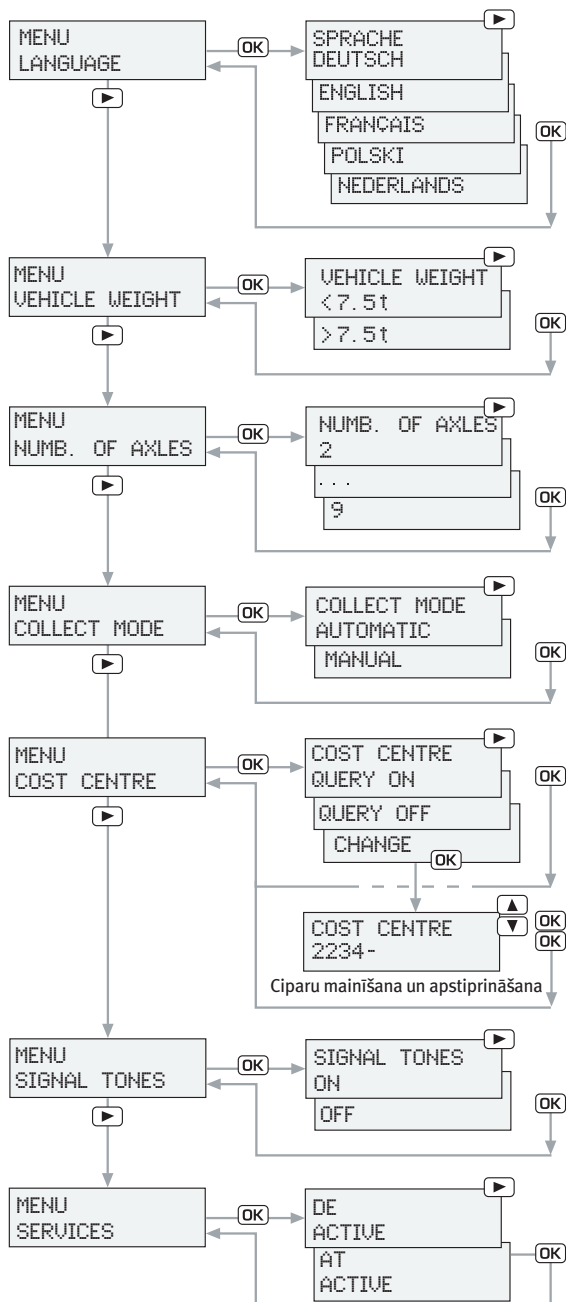 MENU
LANGUAGE
OK
SPRACHE
DEUTSCH
ENGLISH
FRANÇAIS
POLSKI
NEDERLANDS
OK
MENU
VEHICLE WEIGHT
OK
VEHICLE WEIGHT
<7.5t
>7.5t
OK
MENU
NUMB. OF AXLES
OK
NUMB. OF AXLES
2
...
9
OK
MENU
COLLECT MODE
OK
COLLECT MODE
AUTOMATIC
MANUAL
OK
MENU
COST CENTRE
OK
COST CENTRE
QUERY ON
QUERY OFF
CHANGE
OK
OK
COST CENTRE
2234-
OK
OK
Ciparu mainīšana un apstiprināšana
MENU
SIGNAL TONES
OK
SIGNAL TONES
ON
OFF
OK
MENU
SERVICES
OK
DE
ACTIVE
AT
ACTIVE
OK